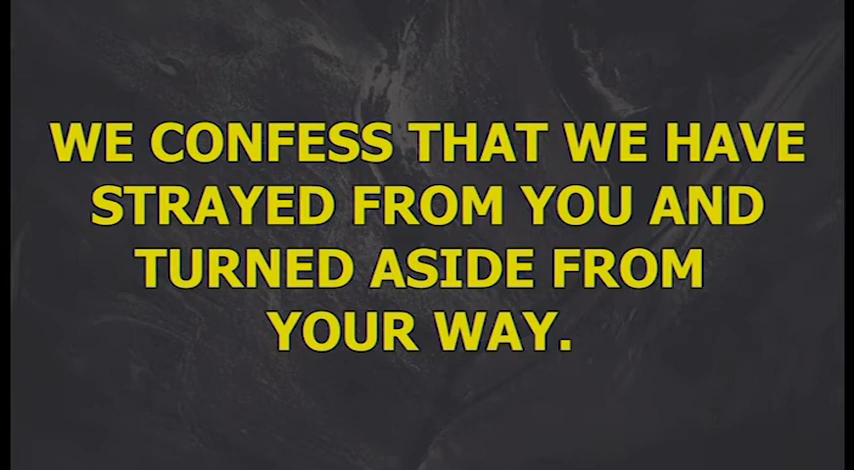 WE CONFESS THAT WE HAVE
STRAYED FROM YOU AND
TURNED ASIDE FROM
YOUR WAY.